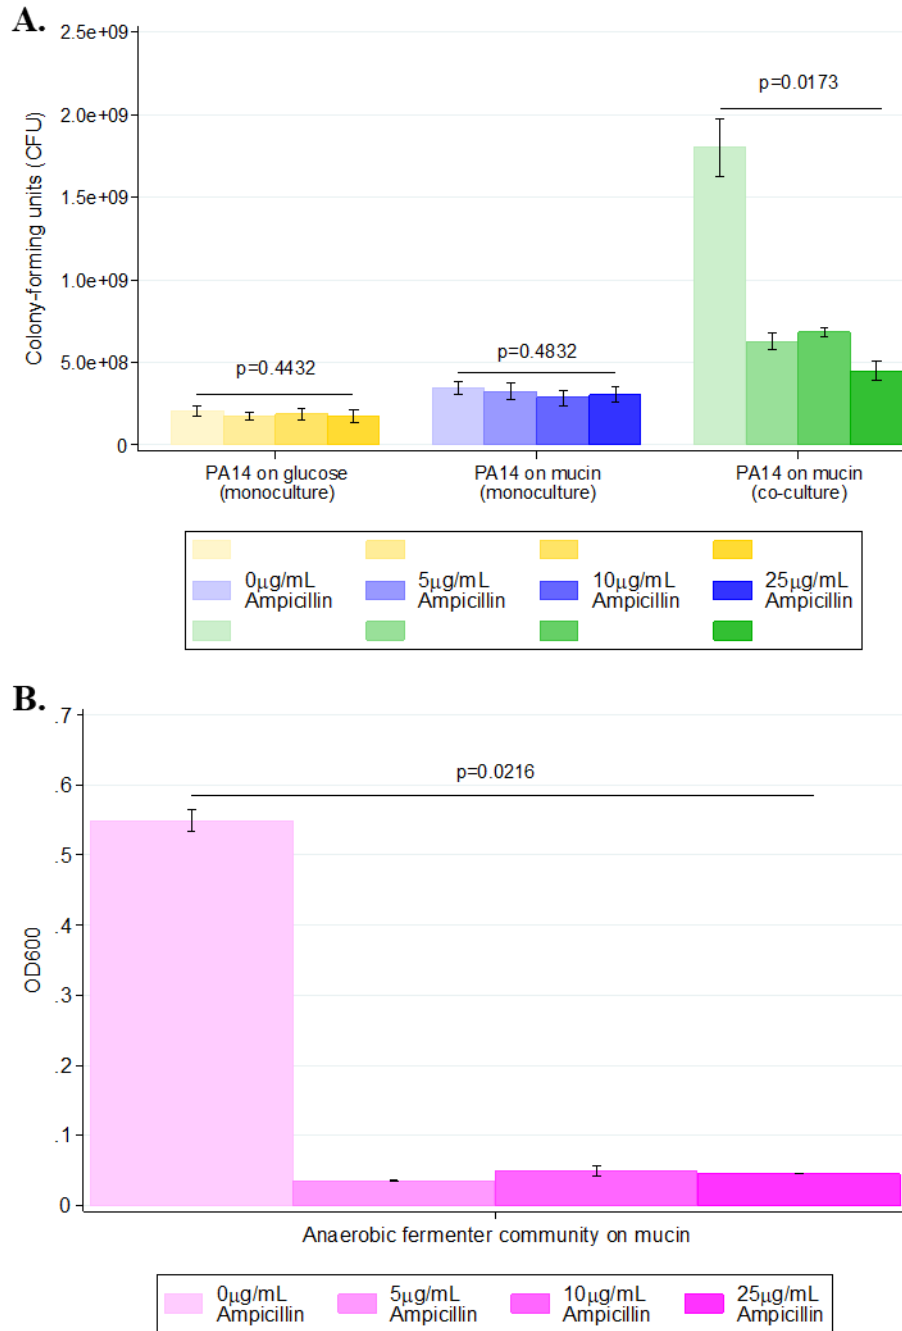 A.
2.5e+09
2.0e+09
1.5e+09
1.0e+09
5.0e+08
0
Colony-forming units (CFU)
p=0.4432
p=0.4832
p=0.0173
PA14 on glucose
(monoculture)
PA14 on mucin
(monoculture)
PA14 on mucin
(co-culture)
0μg/mL
Ampicillin
5μg/mL
Ampicillin
10μg/mL
Ampicillin
25μg/mL
Ampicillin
B.
.7
.6
.5
.4
.3
.2
.1
0
OD600
p=0.0216
Anaerobic fermenter community on mucin
0μg/mL
Ampicillin
5μg/mL
Ampicillin
10μg/mL
Ampicillin
25μg/mL
Ampicillin